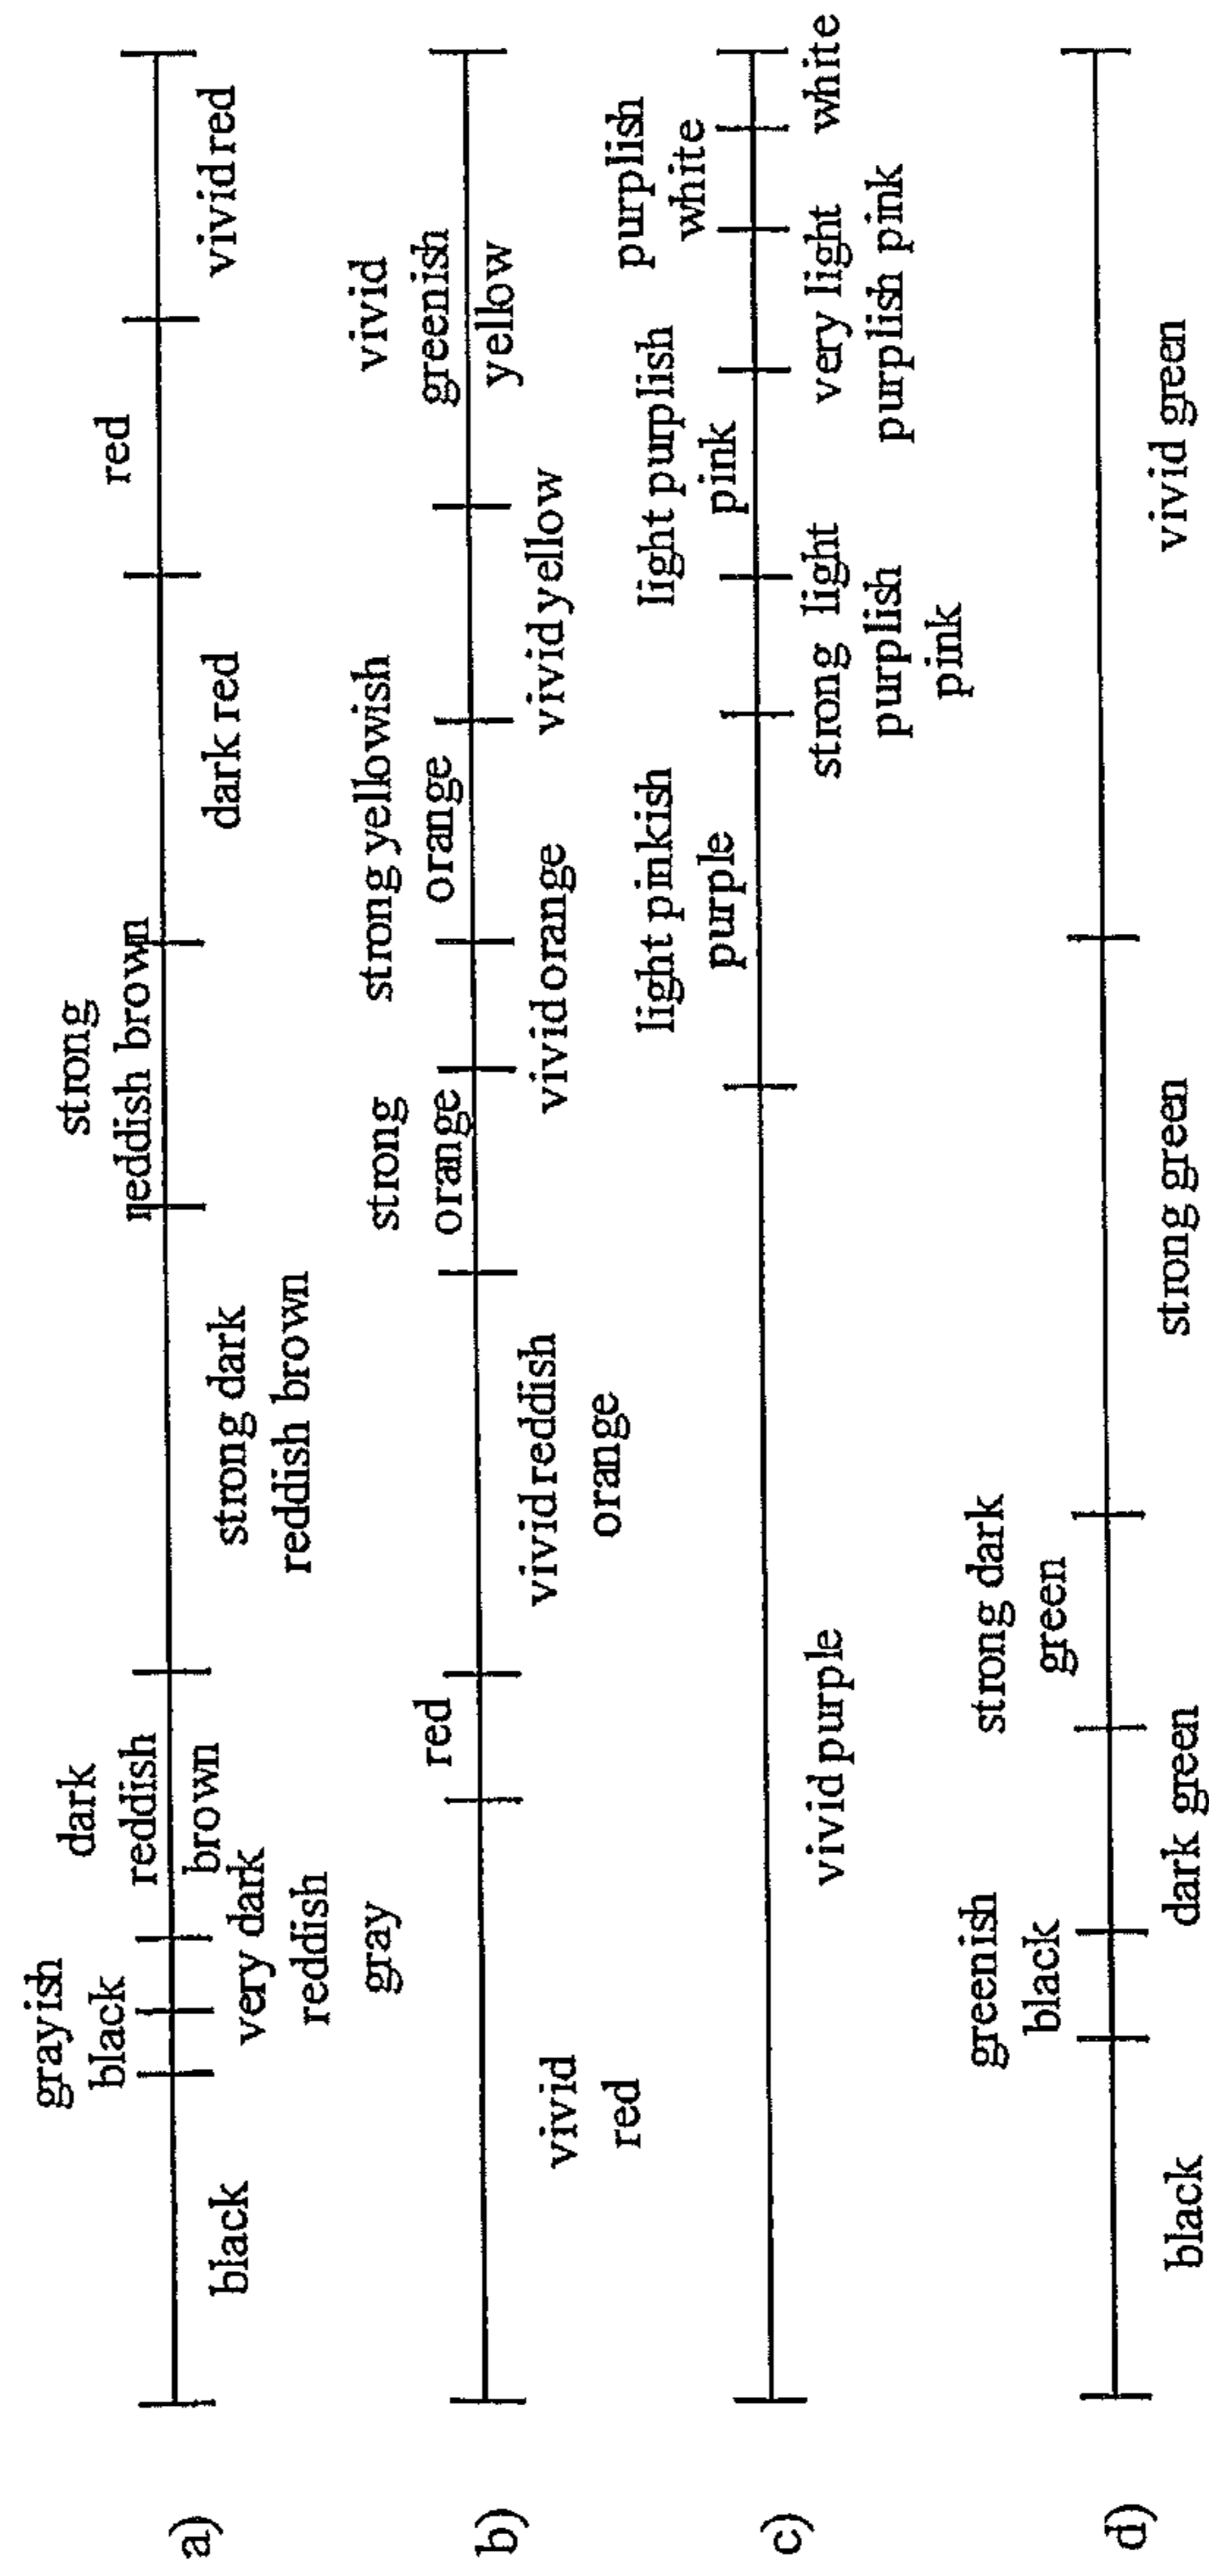 a)
black
grayish
black
very dark
reddish
gray
dark
reddish
brown
strong dark
reddish brown
strong
reddish brown
dark red
red
vivid red
b)
vivid
red
red
vivid reddish
orange
strong
orange
vivid orange
strong yellowish
orange
vivid yellow
vivid
greenish
yellow
c)
vivid purple
light pinkish
purple
strong light
purplish
pink
light purplish
pink
very light
purplish pink
purplish
white
white
d)
black
greenish
black
dark green
strong dark
green
strong green
vivid green